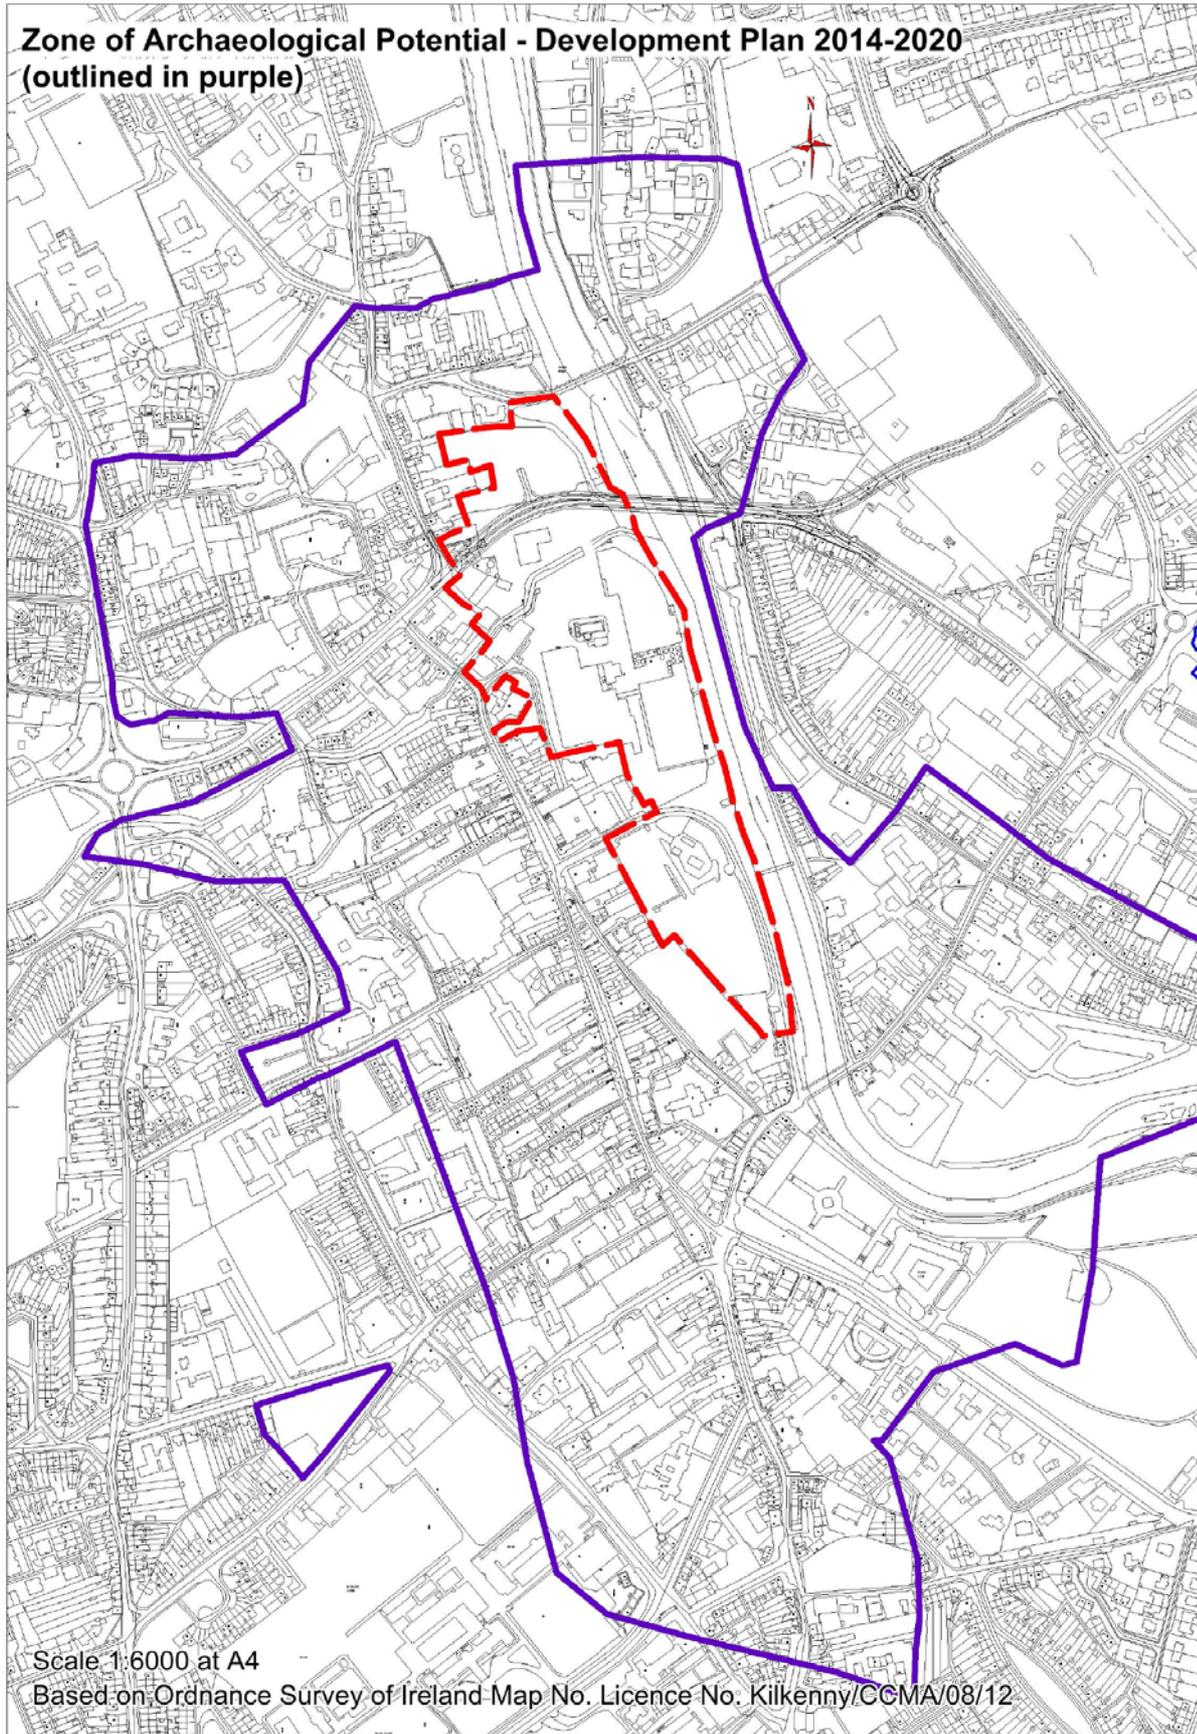 Zone of Archaeological Potential - Development Plan 2014-2020
(outlined in purple)
N
Scale 1:6000 at A4
Based on Ordnance Survey of Ireland Map No. Licence No. Kilkenny/CCMA/08/12